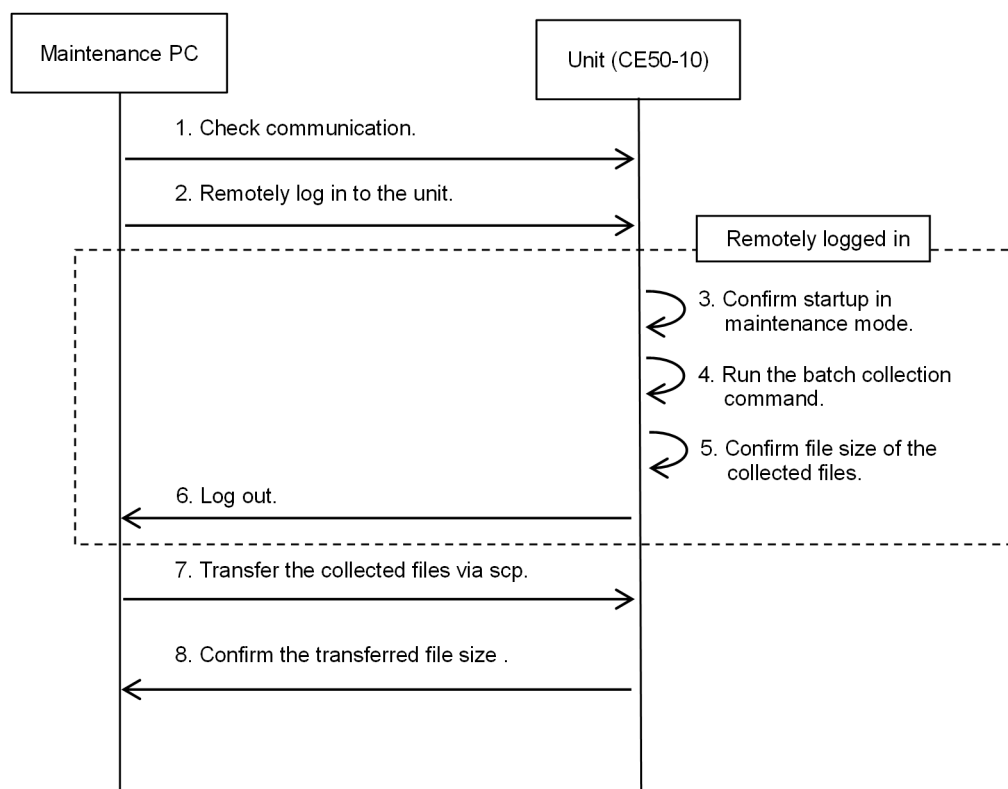 Maintenance PC
Unit (CE50-10)
1. Check communication.
2. Remotely log in to the unit.
Remotely logged in
3. Confirm startup in
maintenance mode.
4. Run the batch collection
command.
5. Confirm file size of the
collected files.
6. Log out.
7. Transfer the collected files via scp.
8. Confirm the transferred file size .